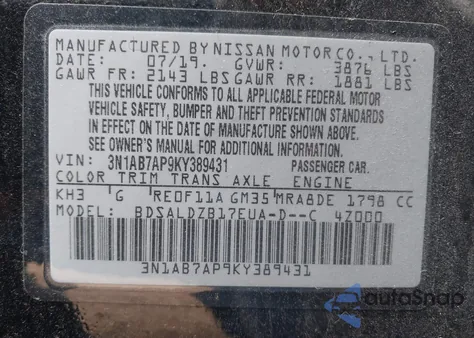 MANUFACTURED BY NISSAN MOTOR CO., LTD.
DATE: 07/19. GVWR: 3876 LBS
GAWR FR: 2143 LBS GAWR RR: 1881 LBS
THIS VEHICLE CONFORMS TO ALL APPLICABLE FEDERAL MOTOR
VEHICLE SAFETY, BUMPER AND THEFT PREVENTION STANDARDS
IN EFFECT ON THE DATE OF MANUFACTURE SHOWN ABOVE.
SEE OWNER'S MANUAL FOR ADDITIONAL INFORMATION.
VIN: 3N1AB7AP9KY389431 PASSENGER CAR.
COLOR TRIM TRANS AXLE ENGINE
KH3 G RE0F11A GM35 MRA8DE 1798 CC
MODEL: BDSALDZB17EUA-D--C 4Z000
3N1AB7AP9KY389431
autoSnap